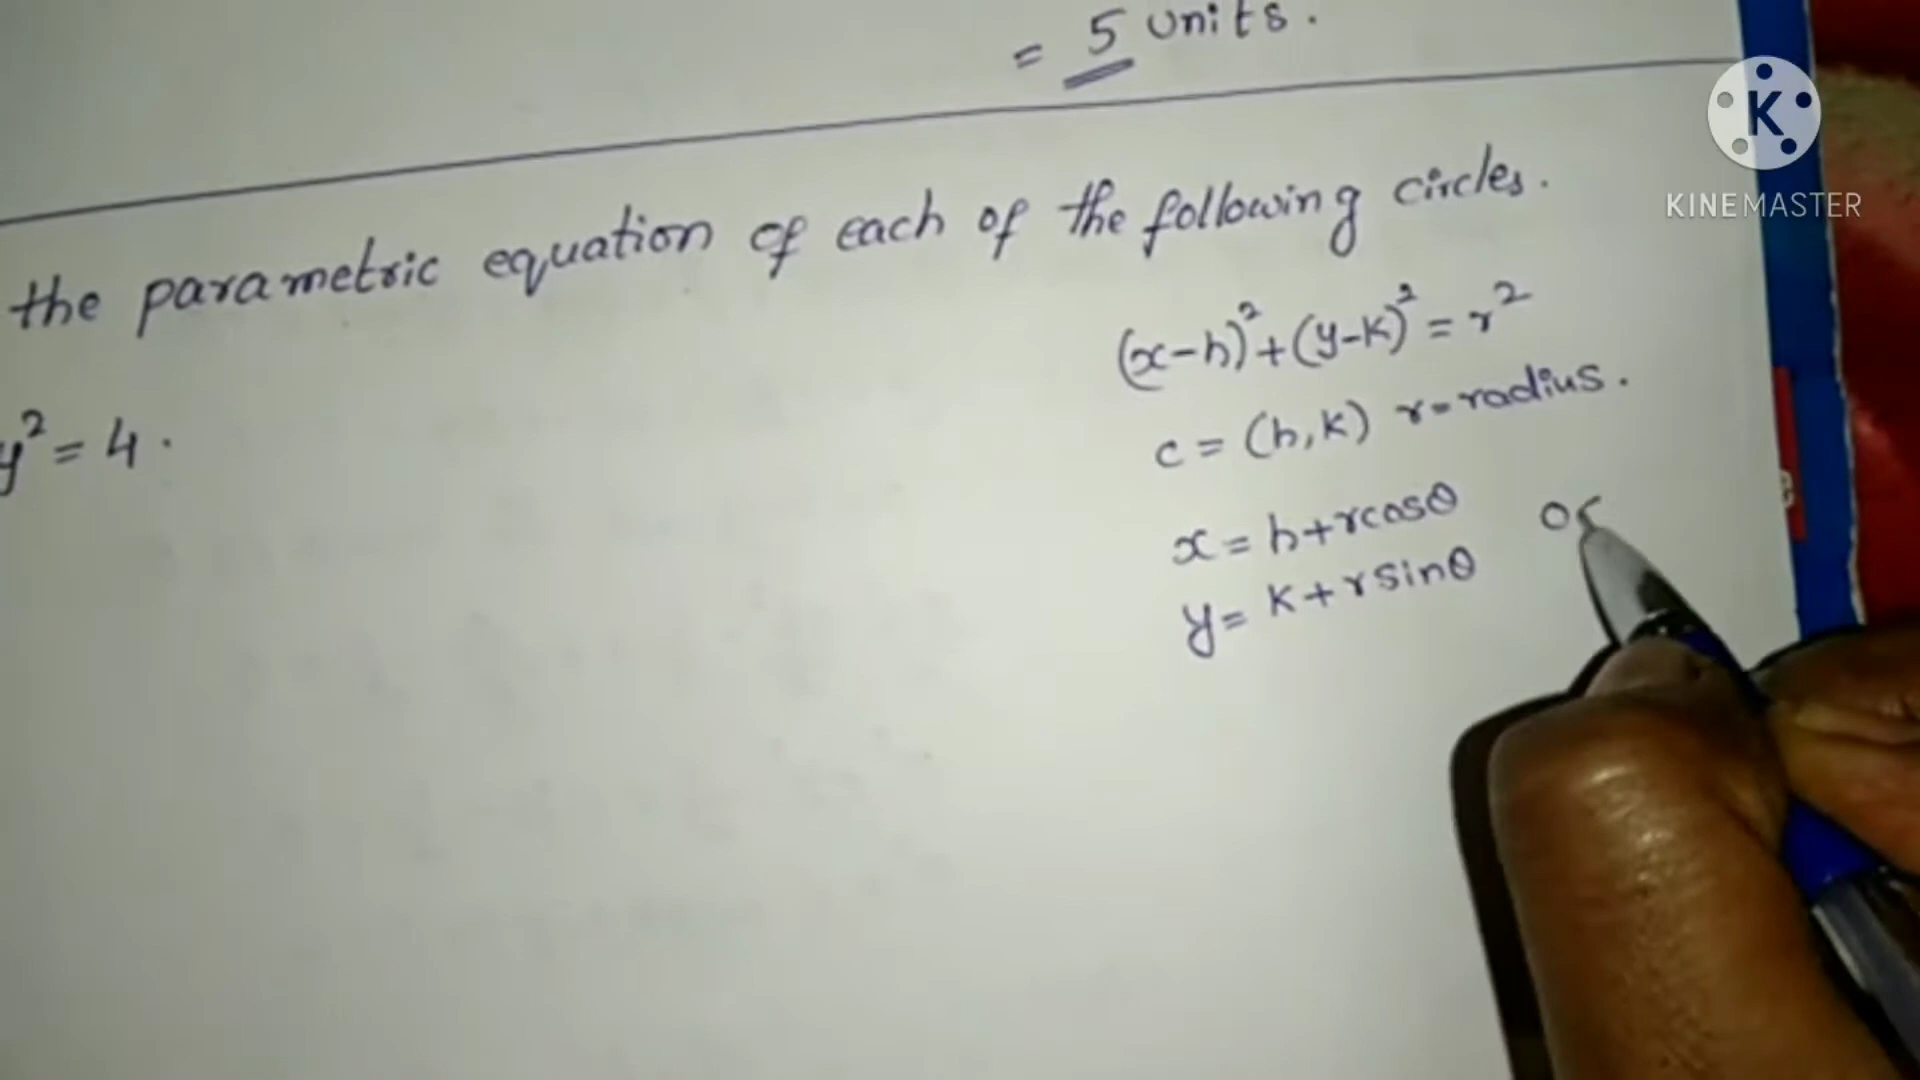 = 5 units.
the parametric equation of each of the following circles.
(x-h)²+(y-k)² = r²
y² = 4.
c = (h,k) r=radius.
x = h+rcosθ
y = k+rsinθ
KINEMASTER